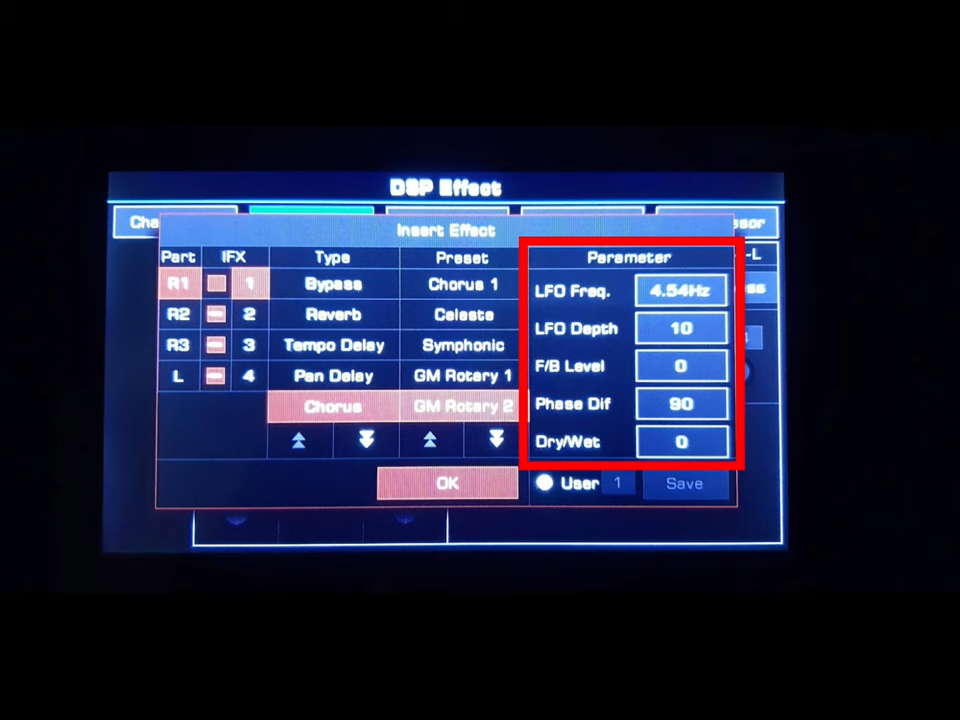 DSP Effect
Cha
ssor
Insert Effect
Part IFX Type Preset Parameter
-L
R1 1 Bypass Chorus 1 LFO Freq. 4.54Hz
R2 2 Reverb Celeste LFO Depth 10
R3 3 Tempo Delay Symphonic F/B Level 0
L 4 Pan Delay GM Rotary 1 Phase Dif 90
Chorus GM Rotary 2 Dry/Wet 0
OK User 1 Save